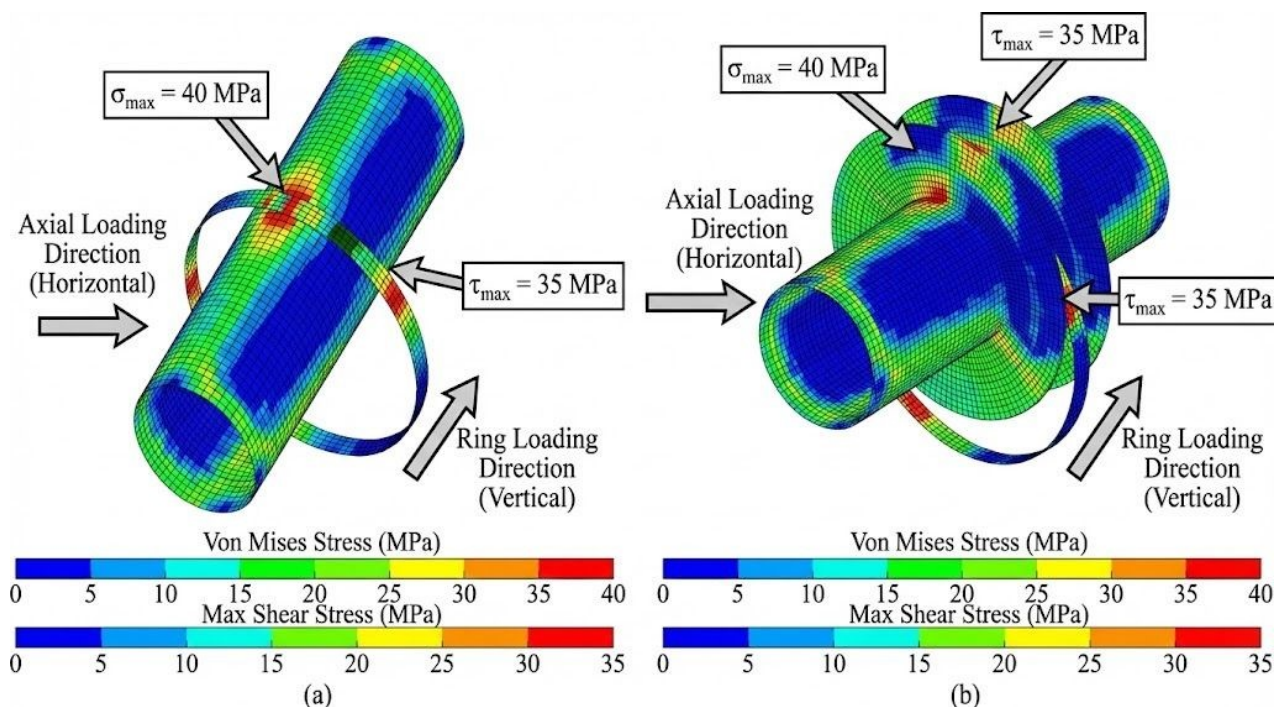 σmax = 40 MPa
Axial Loading
Direction
(Horizontal)
τmax = 35 MPa
Ring Loading
Direction
(Vertical)
Von Mises Stress (MPa)
0 5 10 15 20 25 30 35 40
Max Shear Stress (MPa)
0 5 10 15 20 25 30 35
(a)
τmax = 35 MPa
σmax = 40 MPa
Axial Loading
Direction
(Horizontal)
τmax = 35 MPa
Ring Loading
Direction
(Vertical)
Von Mises Stress (MPa)
0 5 10 15 20 25 30 35 40
Max Shear Stress (MPa)
0 5 10 15 20 25 30 35
(b)